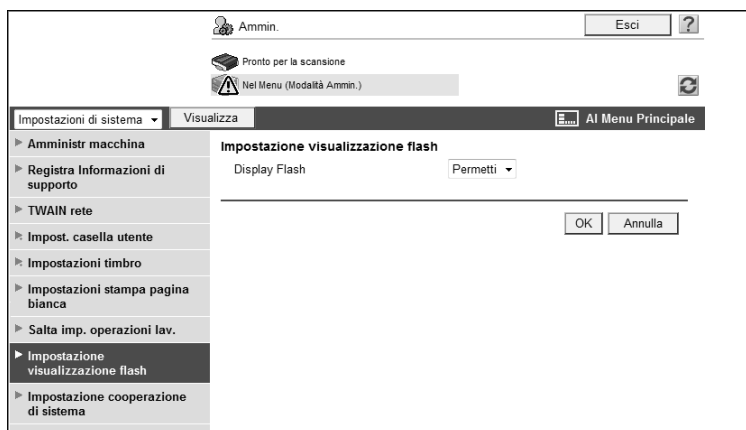 Ammin.
Esci
?
Pronto per la scansione
Nel Menu (Modalità Ammin.)
Impostazioni di sistema
Visualizza
Al Menu Principale
Amministr macchina
Registra Informazioni di
supporto
TWAIN rete
Impost. casella utente
Impostazioni timbro
Impostazioni stampa pagina
bianca
Salta imp. operazioni lav.
Impostazione
visualizzazione flash
Impostazione cooperazione
di sistema
Impostazione visualizzazione flash
Display Flash
Permetti
OK
Annulla